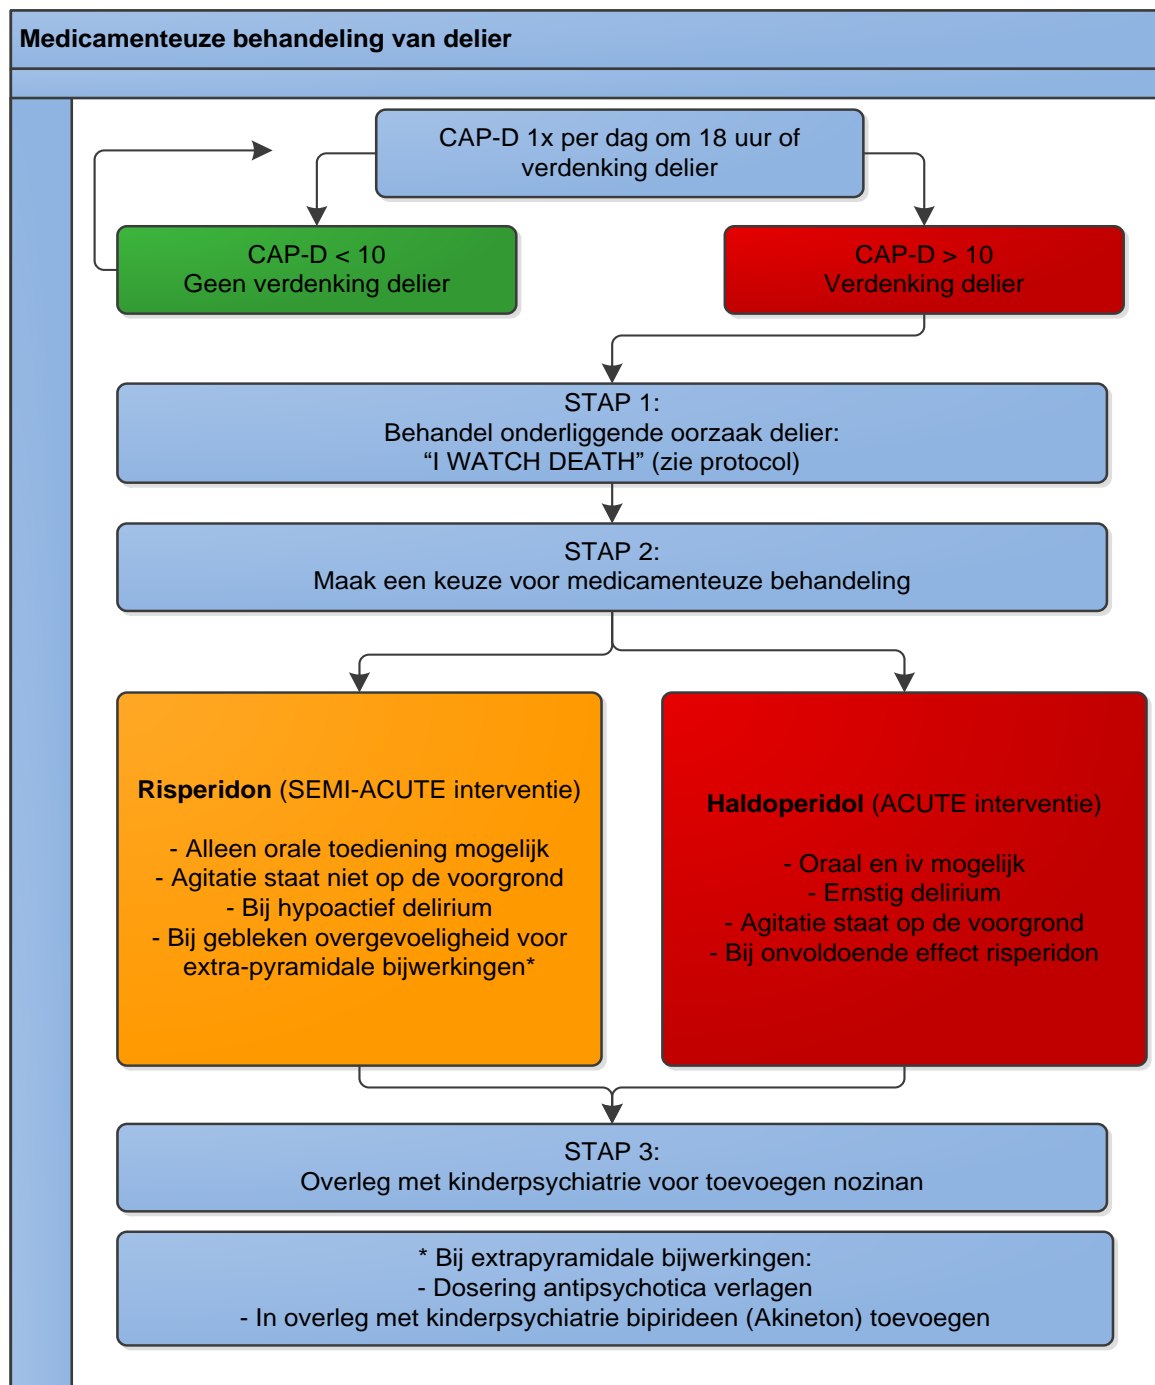 Medicamenteuze behandeling van delier
CAP-D 1x per dag om 18 uur of
verdenking delier
CAP-D < 10
Geen verdenking delier
CAP-D > 10
Verdenking delier
STAP 1:
Behandel onderliggende oorzaak delier:
“I WATCH DEATH” (zie protocol)
STAP 2:
Maak een keuze voor medicamenteuze behandeling
Risperidon (SEMI-ACUTE interventie)
- Alleen orale toediening mogelijk
- Agitatie staat niet op de voorgrond
- Bij hypoactief delirium
- Bij gebleken overgevoeligheid voor
extra-pyramidale bijwerkingen*
Haldoperidol (ACUTE interventie)
- Oraal en iv mogelijk
- Ernstig delirium
- Agitatie staat op de voorgrond
- Bij onvoldoende effect risperidon
STAP 3:
Overleg met kinderpsychiatrie voor toevoegen nozinan
* Bij extrapyramidale bijwerkingen:
- Dosering antipsychotica verlagen
- In overleg met kinderpsychiatrie bipirideen (Akineton) toevoegen